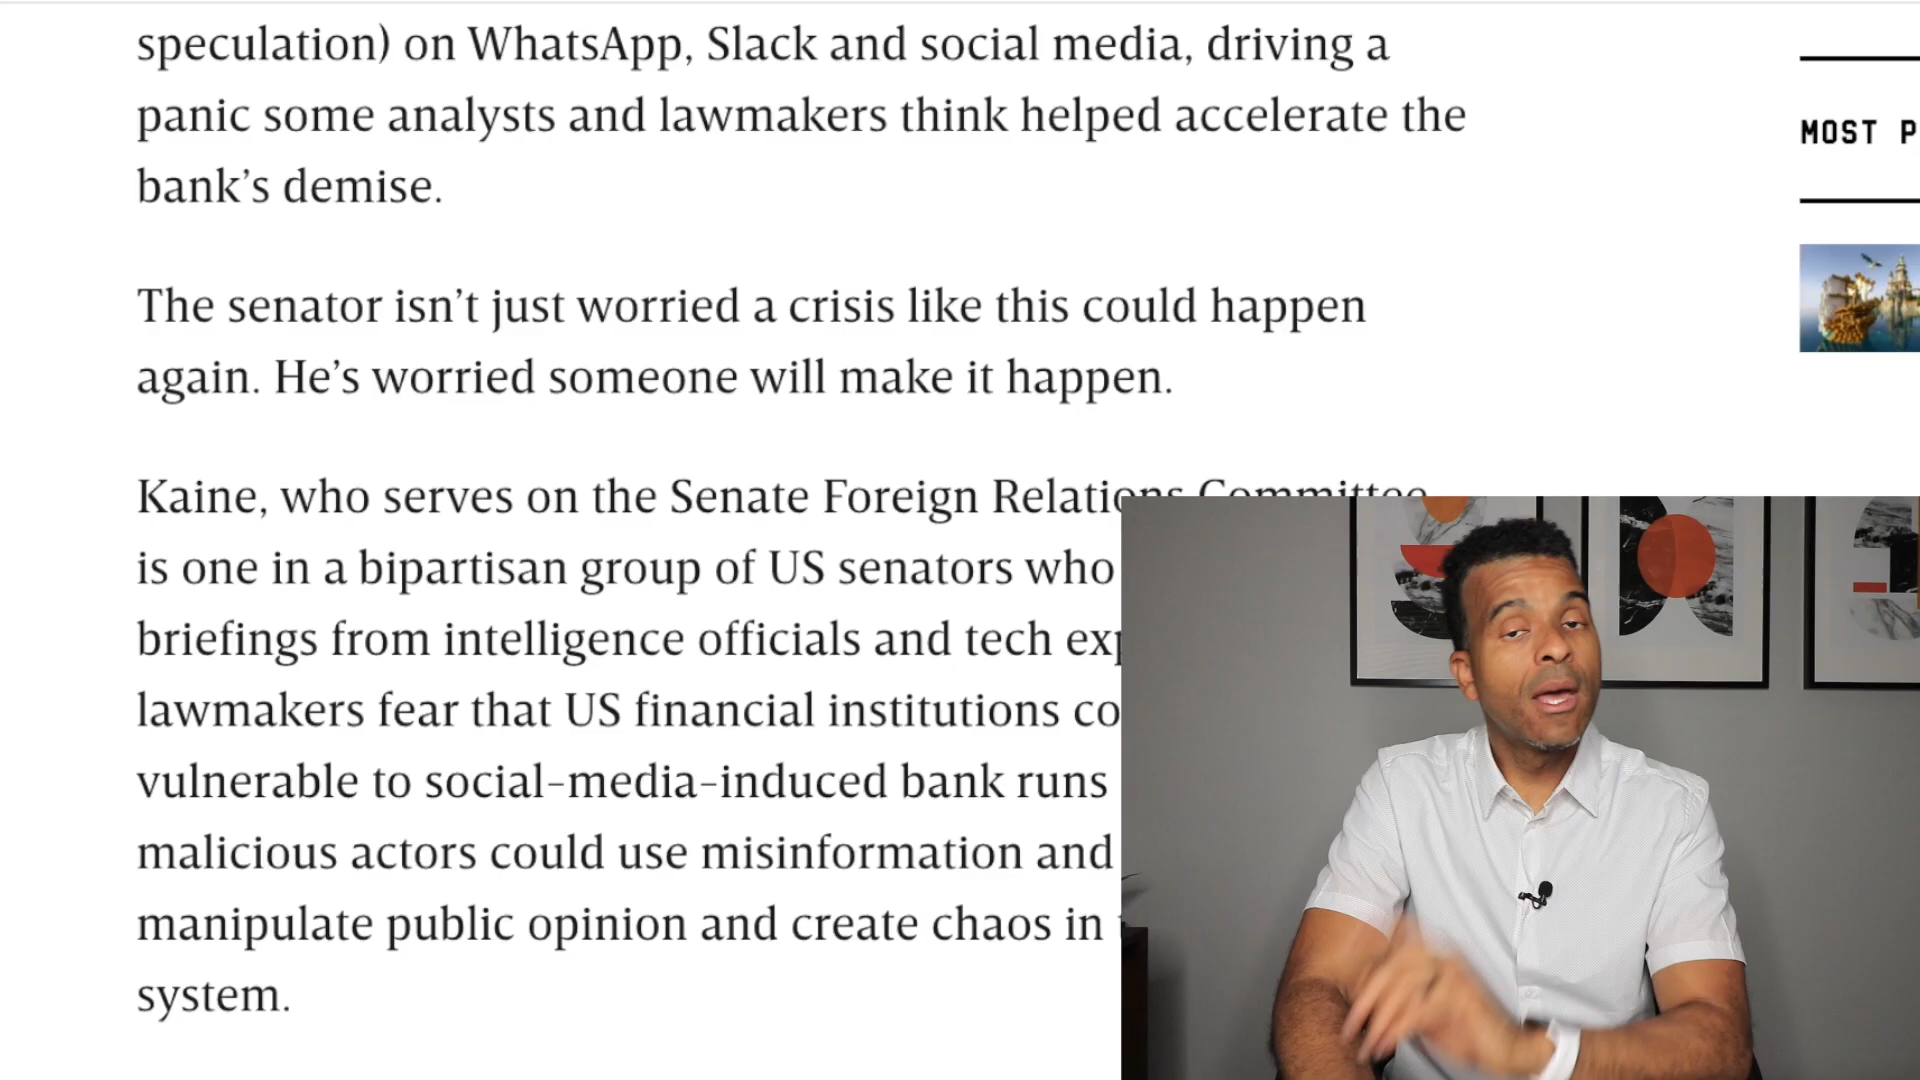 speculation) on WhatsApp, Slack and social media, driving a
panic some analysts and lawmakers think helped accelerate the
bank’s demise.
The senator isn’t just worried a crisis like this could happen
again. He’s worried someone will make it happen.
Kaine, who serves on the Senate Foreign Relations Committee
is one in a bipartisan group of US senators who
briefings from intelligence officials and tech
lawmakers fear that US financial institutions
vulnerable to social-media-induced bank runs
malicious actors could use misinformation and
manipulate public opinion and create chaos in
system.
MOST